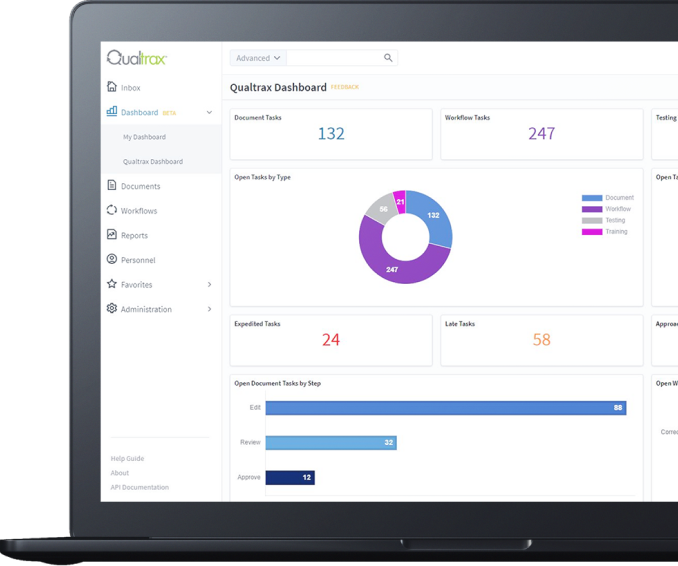 Qualtrax
Inbox
Dashboard BETA
My Dashboard
Qualtrax Dashboard
Documents
Workflows
Reports
Personnel
Favorites
Administration
Help Guide
About
API Documentation
Advanced
Qualtrax Dashboard FEEDBACK
Document Tasks
132
Workflow Tasks
247
Testing
Open Tasks by Type
132
247
56
21
Document
Workflow
Testing
Training
Open Ta
Expedited Tasks
24
Late Tasks
58
Approa
Open Document Tasks by Step
Edit 88
Review 32
Approve 12
Open W
Correc